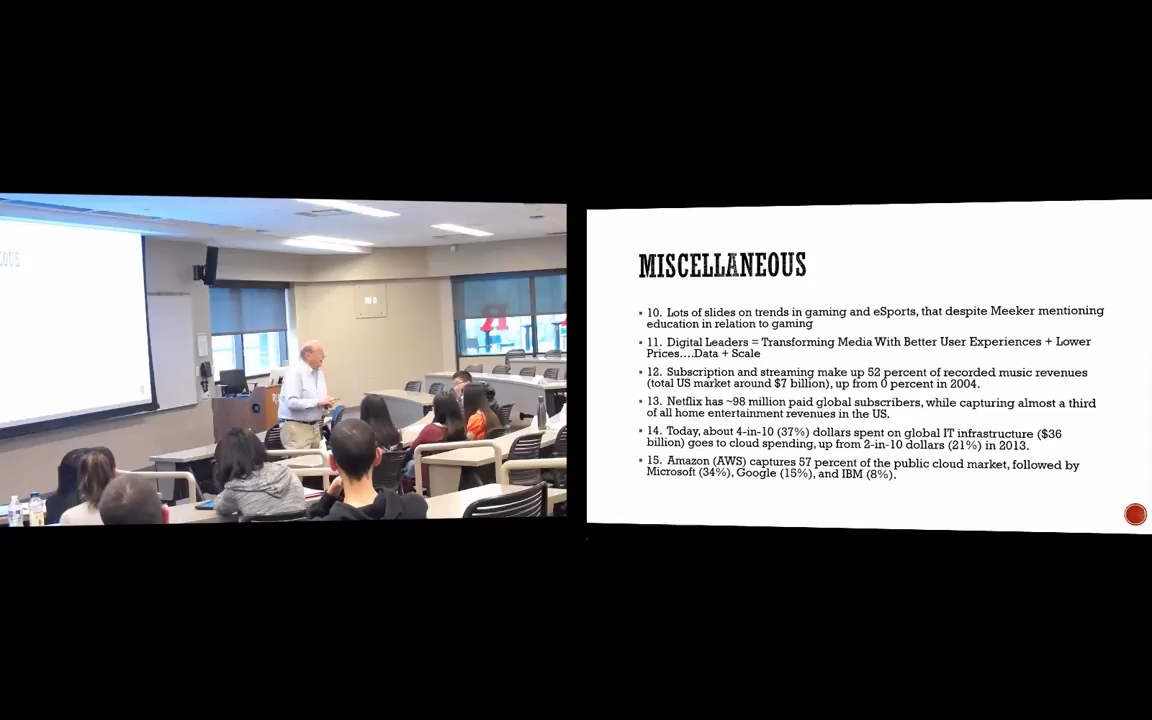 OUS
R
MISCELLANEOUS
10. Lots of slides on trends in gaming and eSports, that despite Meeker mentioning
education in relation to gaming
11. Digital Leaders = Transforming Media With Better User Experiences + Lower
Prices....Data + Scale
12. Subscription and streaming make up 52 percent of recorded music revenues
(total US market around $7 billion), up from 0 percent in 2004.
13. Netflix has ~98 million paid global subscribers, while capturing almost a third
of all home entertainment revenues in the US.
14. Today, about 4-in-10 (37%) dollars spent on global IT infrastructure ($36
billion) goes to cloud spending, up from 2-in-10 dollars (21%) in 2013.
15. Amazon (AWS) captures 57 percent of the public cloud market, followed by
Microsoft (34%), Google (15%), and IBM (8%).